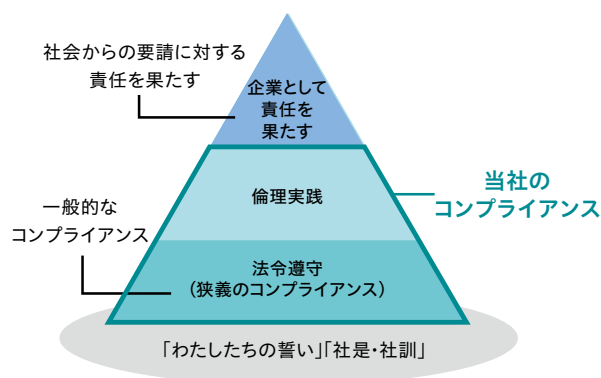 社会からの要請に対する
責任を果たす
企業として
責任を
果たす
倫理実践
当社の
コンプライアンス
一般的な
コンプライアンス
法令遵守
（狭義のコンプライアンス）
「わたしたちの誓い」「社是・社訓」